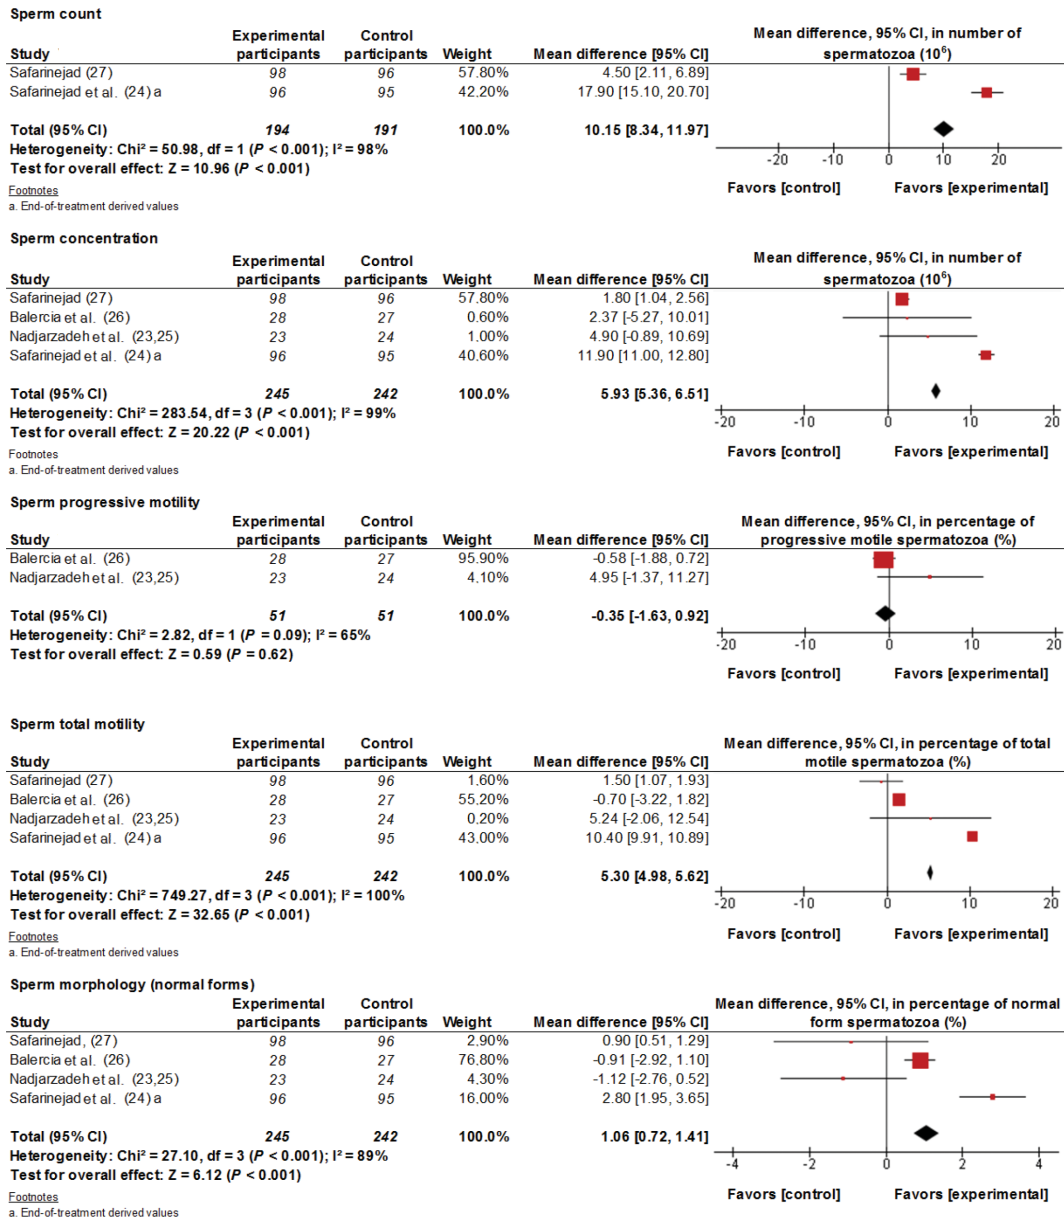 Sperm count
Experimental Control Mean difference, 95% CI, in number of
Study participants participants Weight Mean difference [95% CI] spermatozoa (10⁶)
Safarinejad (27) 98 96 57.80% 4.50 [2.11, 6.89]
Safarinejad et al. (24) a 96 95 42.20% 17.90 [15.10, 20.70]
Total (95% CI) 194 191 100.0% 10.15 [8.34, 11.97]
Heterogeneity: Chi² = 50.98, df = 1 (P < 0.001); I² = 98%
-20 -10 0 10 20
Test for overall effect: Z = 10.96 (P < 0.001)
Favors [control] Favors [experimental]
Footnotes
a. End-of-treatment derived values
Sperm concentration
Experimental Control Mean difference, 95% CI, in number of
Study participants participants Weight Mean difference [95% CI] spermatozoa (10⁶)
Safarinejad (27) 98 96 57.80% 1.80 [1.04, 2.56]
Balercia et al. (26) 28 27 0.60% 2.37 [-5.27, 10.01]
Nadjarzadeh et al. (23,25) 23 24 1.00% 4.90 [-0.89, 10.69]
Safarinejad et al. (24) a 96 95 40.60% 11.90 [11.00, 12.80]
Total (95% CI) 245 242 100.0% 5.93 [5.36, 6.51]
Heterogeneity: Chi² = 283.54, df = 3 (P < 0.001); I² = 99%
-20 -10 0 10 20
Test for overall effect: Z = 20.22 (P < 0.001)
Favors [control] Favors [experimental]
Footnotes
a. End-of-treatment derived values
Sperm progressive motility
Experimental Control Mean difference, 95% CI, in percentage of
Study participants participants Weight Mean difference [95% CI] progressive motile spermatozoa (%)
Balercia et al. (26) 28 27 95.90% -0.58 [-1.88, 0.72]
Nadjarzadeh et al. (23,25) 23 24 4.10% 4.95 [-1.37, 11.27]
Total (95% CI) 51 51 100.0% -0.35 [-1.63, 0.92]
Heterogeneity: Chi² = 2.82, df = 1 (P = 0.09); I² = 65%
-20 -10 0 10 20
Test for overall effect: Z = 0.59 (P = 0.62)
Favors [control] Favors [experimental]
Sperm total motility
Experimental Control Mean difference, 95% CI, in percentage of total
Study participants participants Weight Mean difference [95% CI] motile spermatozoa (%)
Safarinejad (27) 98 96 1.60% 1.50 [1.07, 1.93]
Balercia et al. (26) 28 27 55.20% -0.70 [-3.22, 1.82]
Nadjarzadeh et al. (23,25) 23 24 0.20% 5.24 [-2.06, 12.54]
Safarinejad et al. (24) a 96 95 43.00% 10.40 [9.91, 10.89]
Total (95% CI) 245 242 100.0% 5.30 [4.98, 5.62]
Heterogeneity: Chi² = 749.27, df = 3 (P < 0.001); I² = 100%
-20 -10 0 10 20
Test for overall effect: Z = 32.65 (P < 0.001)
Favors [control] Favors [experimental]
Footnotes
a. End-of-treatment derived values
Sperm morphology (normal forms)
Experimental Control Mean difference, 95% CI, in percentage of normal
Study participants participants Weight Mean difference [95% CI] form spermatozoa (%)
Safarinejad, (27) 98 96 2.90% 0.90 [0.51, 1.29]
Balercia et al. (26) 28 27 76.80% -0.91 [-2.92, 1.10]
Nadjarzadeh et al. (23,25) 23 24 4.30% -1.12 [-2.76, 0.52]
Safarinejad et al. (24) a 96 95 16.00% 2.80 [1.95, 3.65]
Total (95% CI) 245 242 100.0% 1.06 [0.72, 1.41]
Heterogeneity: Chi² = 27.10, df = 3 (P < 0.001); I² = 89%
-4 -2 0 2 4
Test for overall effect: Z = 6.12 (P < 0.001)
Favors [control] Favors [experimental]
Footnotes
a. End-of-treatment derived values